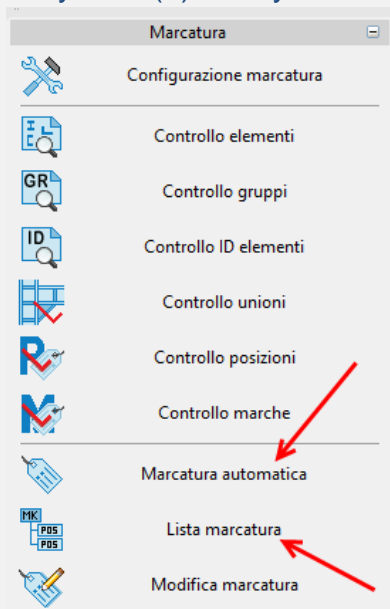 Marcatura
Configurazione marcatura
Controllo elementi
GR
Controllo gruppi
ID
Controllo ID elementi
Controllo unioni
P
Controllo posizioni
M
Controllo marche
Marcatura automatica
MK
POS
POS
Lista marcatura
Modifica marcatura